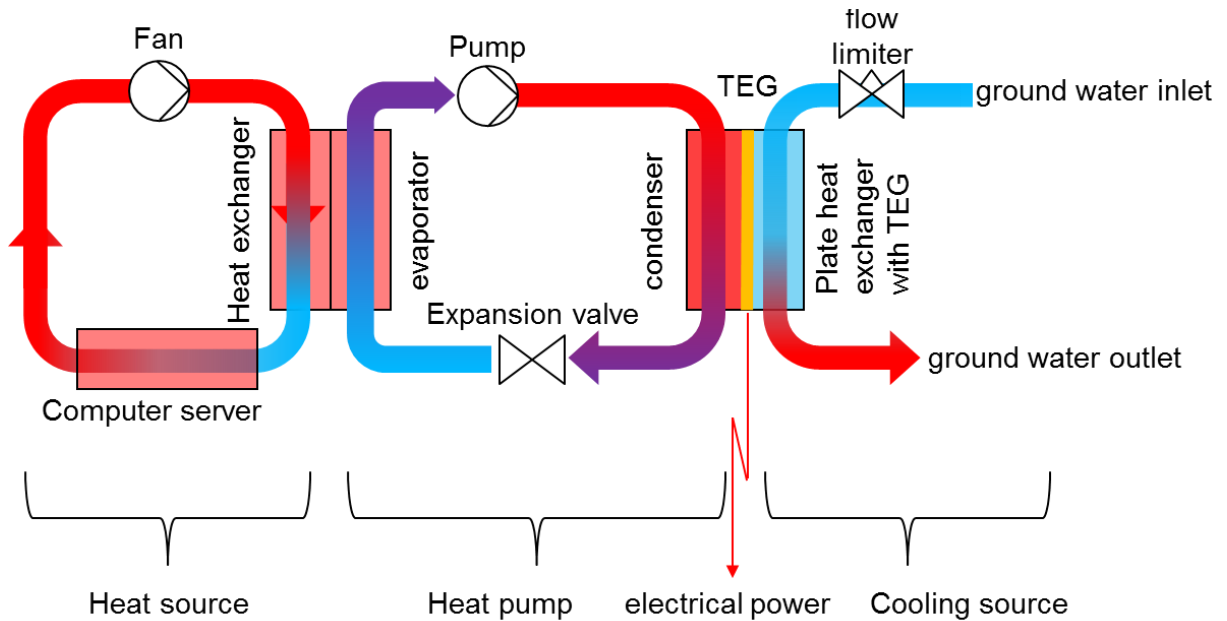 Fan
Pump
flow
limiter
TEG
ground water inlet
Heat exchanger
evaporator
condenser
Plate heat
exchanger
with TEG
Expansion valve
ground water outlet
Computer server
Heat source
Heat pump
electrical power
Cooling source